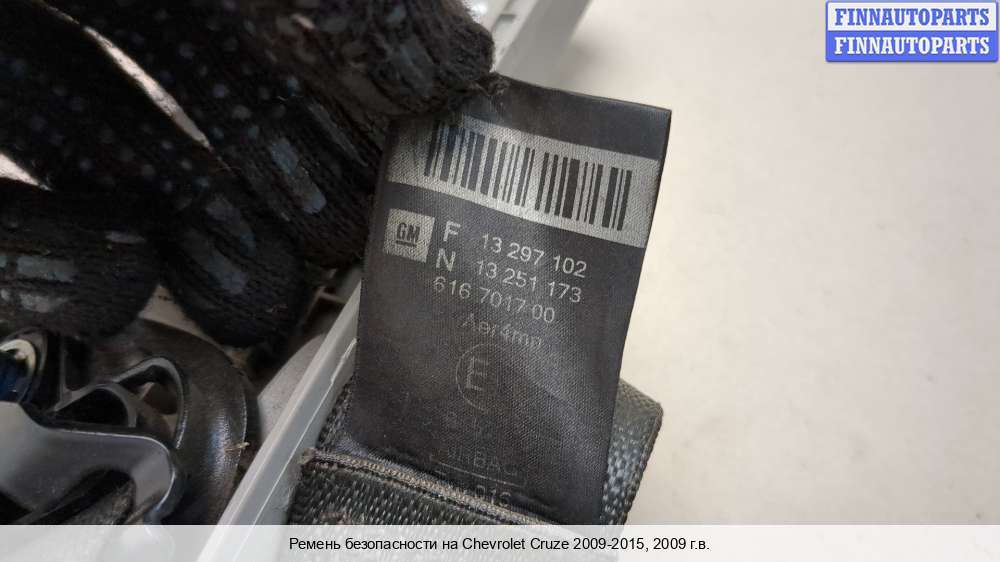 FINNAUTOPARTS
FINNAUTOPARTS
GM
F 13 297 102
N 13 251 173
616 7017 00
Aer4mp
E
Ремень безопасности на Chevrolet Cruze 2009-2015, 2009 г.в.